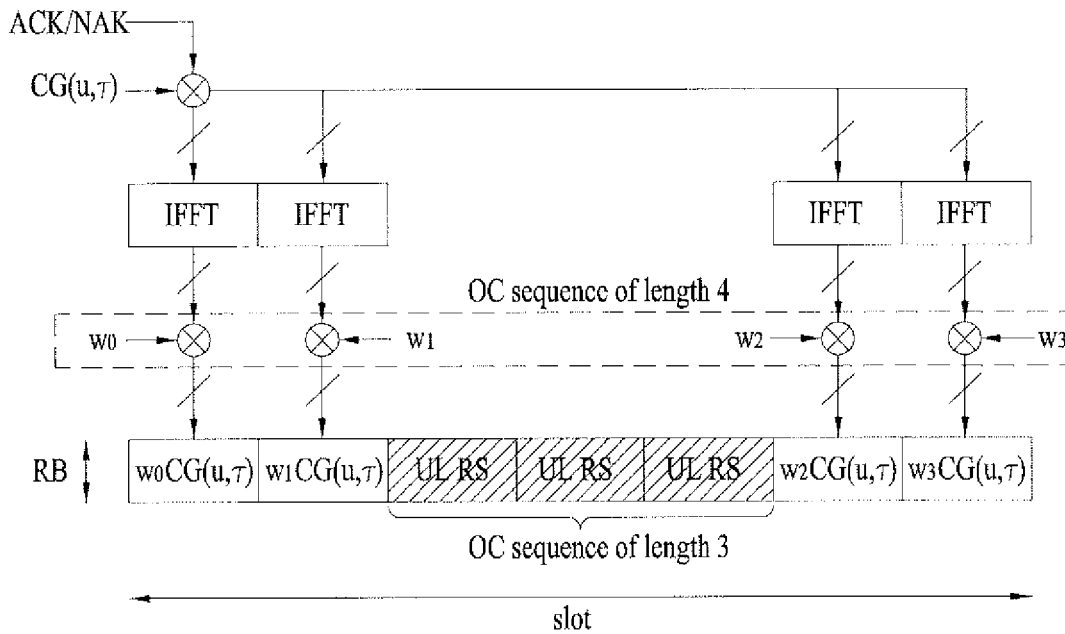 ACK/NAK
CG(u,τ)
IFFT
IFFT
IFFT
IFFT
OC sequence of length 4
w0
w1
w2
w3
RB
w0CG(u,τ)
w1CG(u,τ)
UL RS
UL RS
UL RS
w2CG(u,τ)
w3CG(u,τ)
OC sequence of length 3
slot